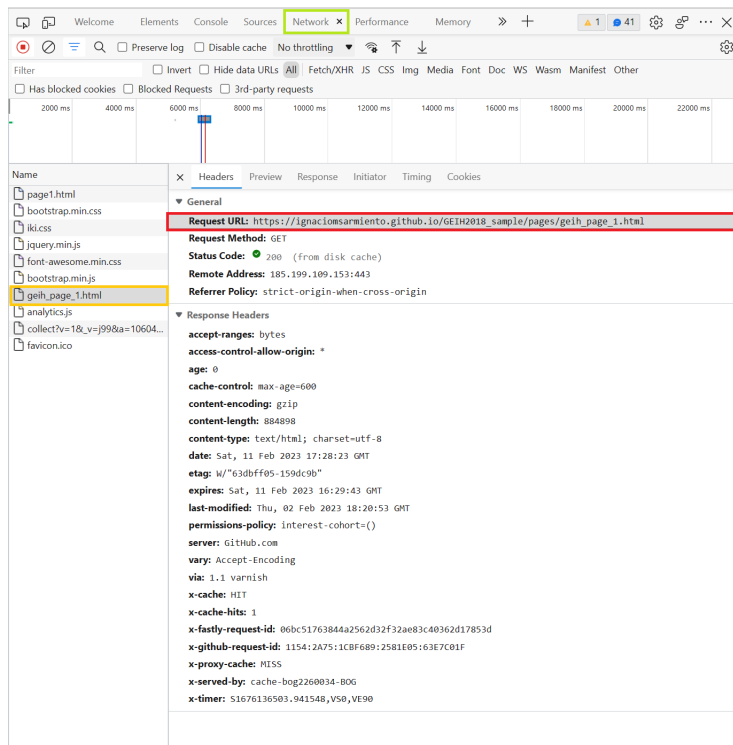 Welcome Elements Console Sources Network × Performance Memory 1 41
Preserve log Disable cache No throttling
Filter Invert Hide data URLs All Fetch/XHR JS CSS Img Media Font Doc WS Wasm Manifest Other
Has blocked cookies Blocked Requests 3rd-party requests
2000 ms 4000 ms 6000 ms 8000 ms 10000 ms 12000 ms 14000 ms 16000 ms 18000 ms 20000 ms 22000 ms
Name
page1.html
bootstrap.min.css
iki.css
jquery.min.js
font-awesome.min.css
bootstrap.min.js
geih_page_1.html
analytics.js
collect?v=1&_v=j99&a=10604...
favicon.ico
Headers Preview Response Initiator Timing Cookies
General
Request URL: https://ignaciomsarmiento.github.io/GEIH2018_sample/pages/geih_page_1.html
Request Method: GET
Status Code: 200 (from disk cache)
Remote Address: 185.199.109.153:443
Referrer Policy: strict-origin-when-cross-origin
Response Headers
accept-ranges: bytes
access-control-allow-origin: *
age: 0
cache-control: max-age=600
content-encoding: gzip
content-length: 884898
content-type: text/html; charset=utf-8
date: Sat, 11 Feb 2023 17:28:23 GMT
etag: W/"63dbff05-159dc9b"
expires: Sat, 11 Feb 2023 16:29:43 GMT
last-modified: Thu, 02 Feb 2023 18:20:53 GMT
permissions-policy: interest-cohort=()
server: GitHub.com
vary: Accept-Encoding
via: 1.1 varnish
x-cache: HIT
x-cache-hits: 1
x-fastly-request-id: 06bc51763844a2562d32f32ae83c40362d17853d
x-github-request-id: 1154:2A75:1CBF689:2581E05:63E7C01F
x-proxy-cache: MISS
x-served-by: cache-bog2260034-BOG
x-timer: S1676136503.941548,VS0,VE90